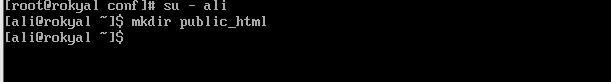 [root@rokyal conf]# su - ali
[ali@rokyal ~]$ mkdir public_html
[ali@rokyal ~]$